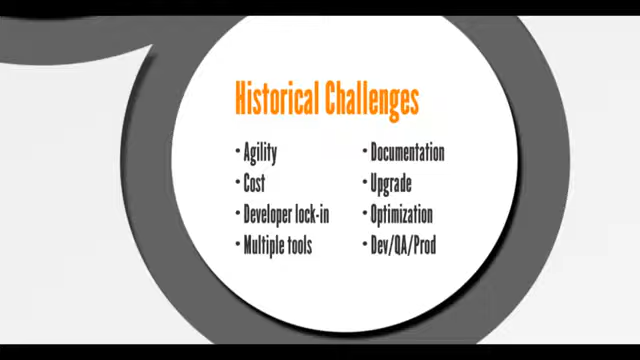 Historical Challenges
• Agility
• Cost
• Developer lock-in
• Multiple tools
• Documentation
• Upgrade
• Optimization
• Dev/QA/Prod